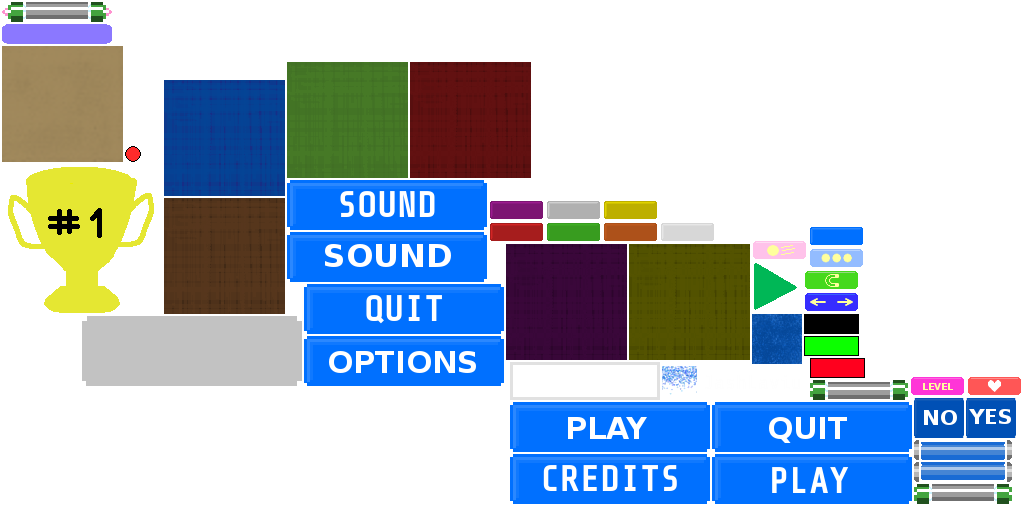 #1
SOUND
SOUND
QUIT
OPTIONS
LEVEL
PLAY
QUIT
NO
YES
CREDITS
PLAY